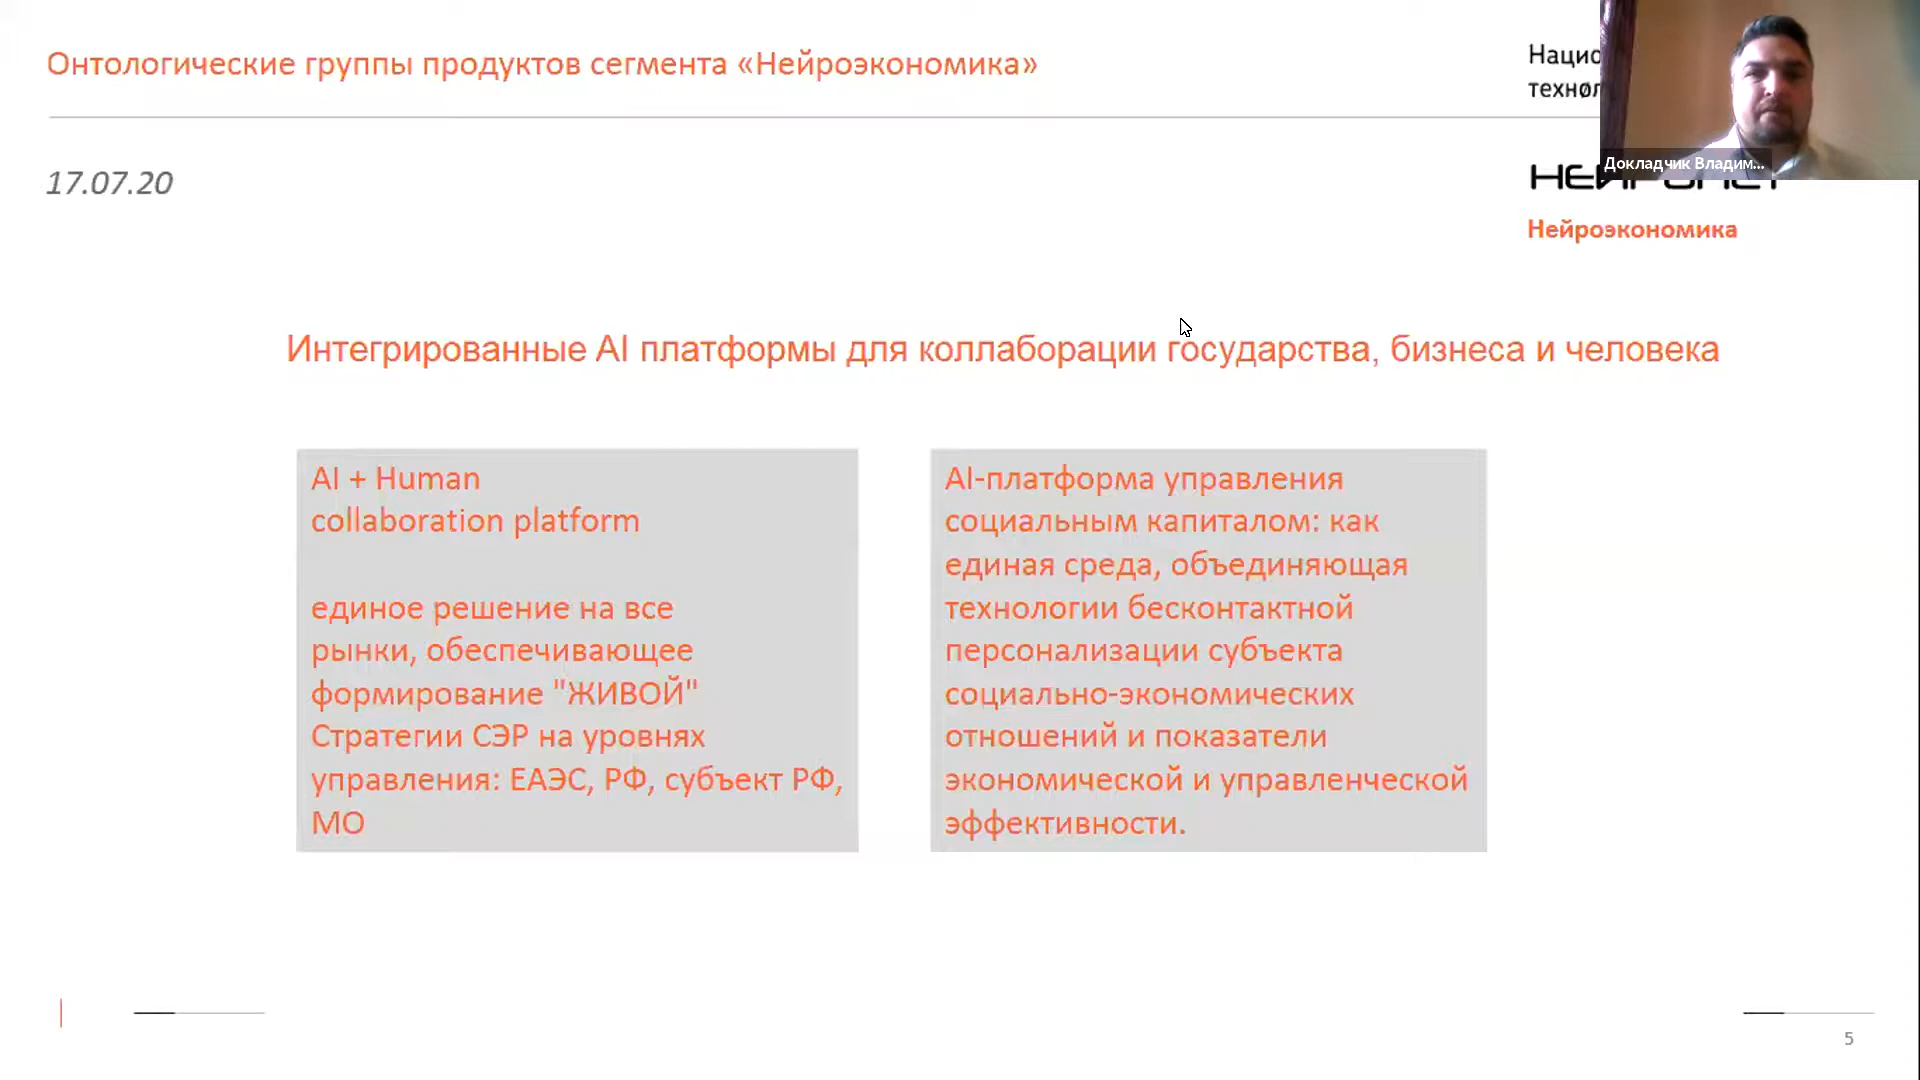 Онтологические группы продуктов сегмента «Нейроэкономика»
Докладчик Владим...
17.07.20
Нейроэкономика
Интегрированные AI платформы для коллаборации государства, бизнеса и человека
AI + Human
collaboration platform
единое решение на все
рынки, обеспечивающее
формирование "ЖИВОЙ"
Стратегии СЭР на уровнях
управления: ЕАЭС, РФ, субъект РФ,
МО
AI-платформа управления
социальным капиталом: как
единая среда, объединяющая
технологии бесконтактной
персонализации субъекта
социально-экономических
отношений и показатели
экономической и управленческой
эффективности.
5